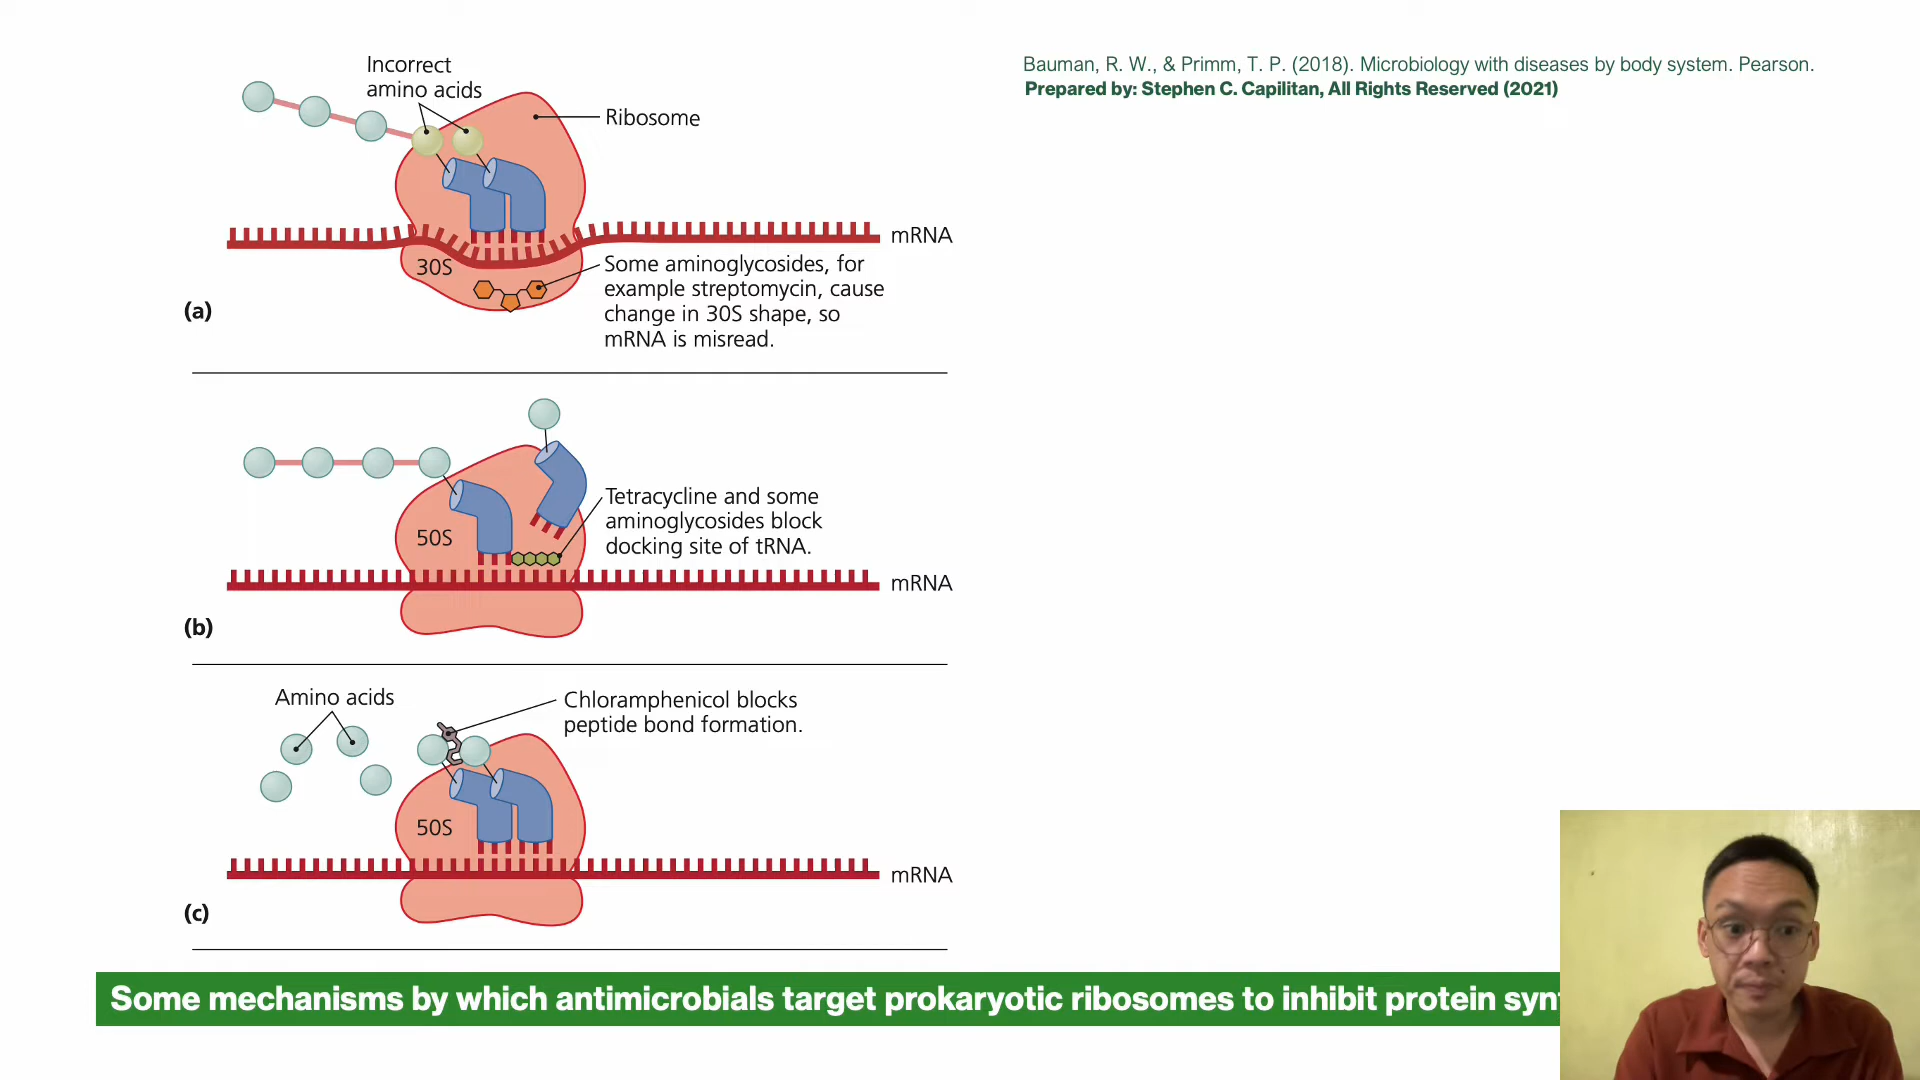 Bauman, R. W., & Primm, T. P. (2018). Microbiology with diseases by body system. Pearson.
Prepared by: Stephen C. Capilitan, All Rights Reserved (2021)
Incorrect
amino acids
Ribosome
mRNA
30S
Some aminoglycosides, for
example streptomycin, cause
change in 30S shape, so
mRNA is misread.
(a)
50S
Tetracycline and some
aminoglycosides block
docking site of tRNA.
mRNA
(b)
Amino acids
Chloramphenicol blocks
peptide bond formation.
50S
mRNA
(c)
Some mechanisms by which antimicrobials target prokaryotic ribosomes to inhibit protein